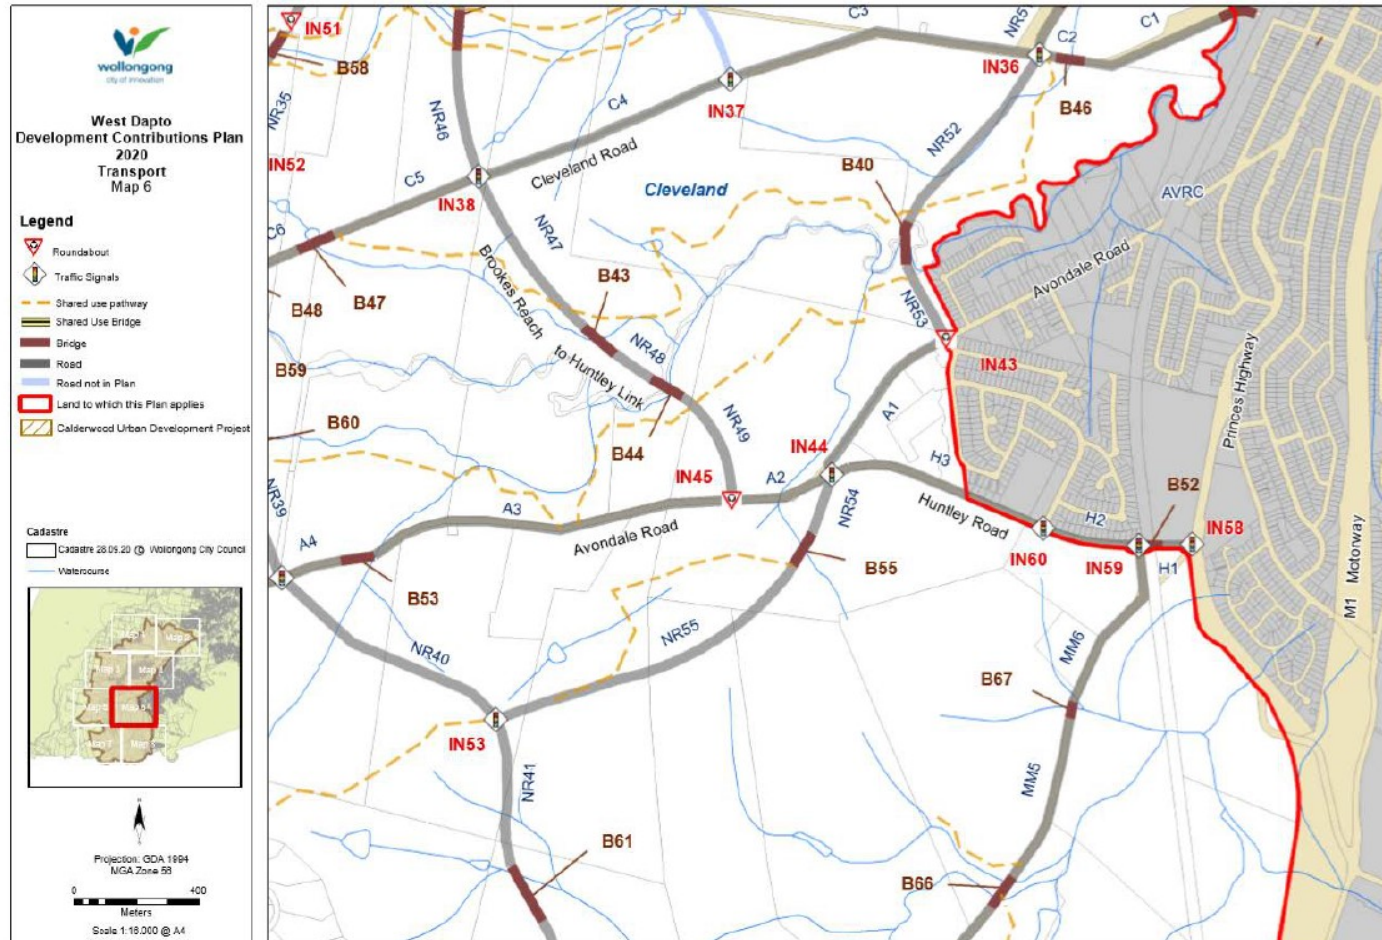 wollongong
city of innovation
West Dapto
Development Contributions Plan
2020
Transport
Map 6
Legend
Roundabout
Traffic Signals
Shared use pathway
Shared Use Bridge
Bridge
Road
Road not in Plan
Land to which this Plan applies
Calderwood Urban Development Project
Cadastre
Cadastre 28.09.20 © Wollongong City Council
Watercourse
Projection: GDA 1994
MGA Zone 56
0 400
Meters
Scale 1:16,000 @ A4
IN51
B58
NR35
IN52
NR46
C3
NR5
C1
C2
IN36
B46
IN37
C4
Cleveland Road
C5
IN38
NR52
B40
Cleveland
AVRC
C6
NR47
B47
B48
Brookes Reach
to Huntley Link
B43
NR53
Avondale Road
NR48
IN43
B59
B60
B44
NR49
A1
Princes Highway
IN45
IN44
A2
H3
B52
NR39
A3
NR54
Huntley Road
H2
IN58
A4
Avondale Road
IN60
IN59
H1
M1 Motorway
B53
B55
NR40
NR55
MM6
B67
IN53
NR41
MM5
B61
B66